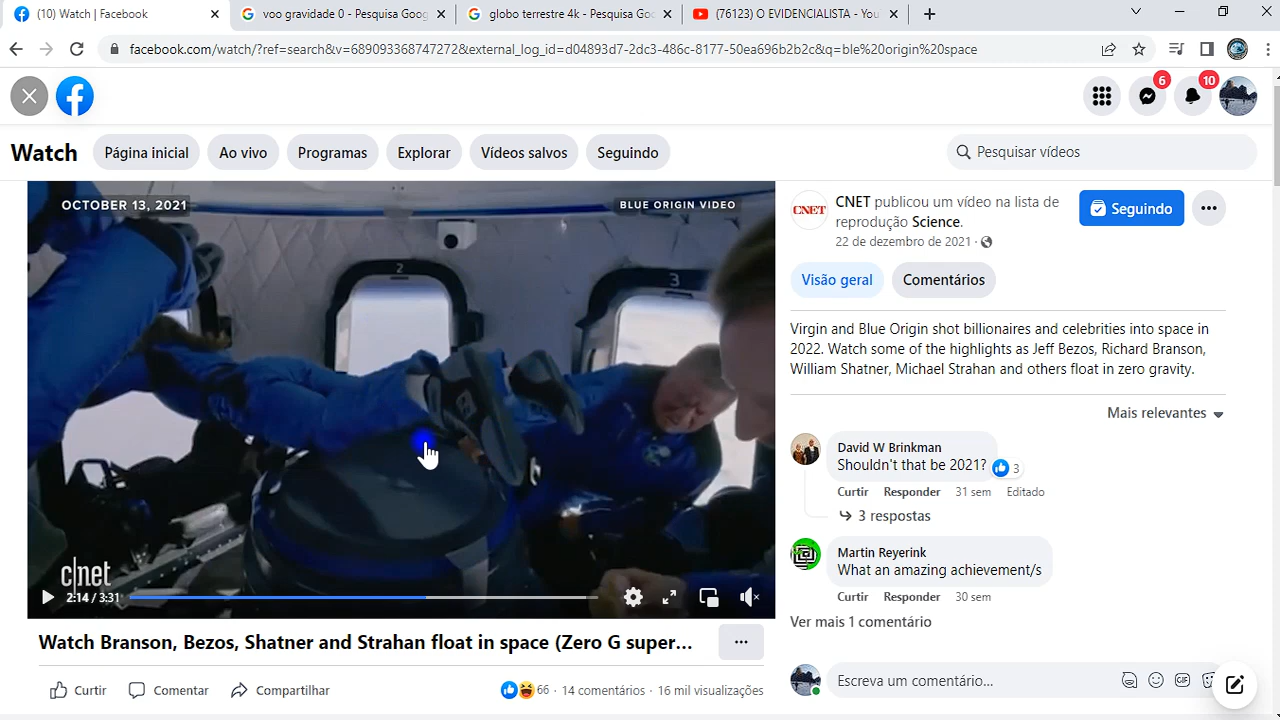 (10) Watch | Facebook
voo gravidade 0 - Pesquisa Goog
globo terrestre 4k - Pesquisa Goo
(76123) O EVIDENCIALISTA - You
facebook.com/watch/?ref=search&v=689093368747272&external_log_id=d04893d7-2dc3-486c-8177-50ea696b2b2c&q=ble%20origin%20space
6
10
Watch
Página inicial
Ao vivo
Programas
Explorar
Vídeos salvos
Seguindo
Pesquisar vídeos
OCTOBER 13, 2021
BLUE ORIGIN VIDEO
2
3
c|net
2:14 / 3:31
Watch Branson, Bezos, Shatner and Strahan float in space (Zero G super...
Curtir
Comentar
Compartilhar
66 · 14 comentários · 16 mil visualizações
CNET
CNET publicou um vídeo na lista de
reprodução Science.
22 de dezembro de 2021 ·
Seguindo
Visão geral
Comentários
Virgin and Blue Origin shot billionaires and celebrities into space in
2022. Watch some of the highlights as Jeff Bezos, Richard Branson,
William Shatner, Michael Strahan and others float in zero gravity.
Mais relevantes
David W Brinkman
Shouldn't that be 2021?
3
Curtir Responder 31 sem Editado
3 respostas
Martin Reyerink
What an amazing achievement/s
Curtir Responder 30 sem
Ver mais 1 comentário
Escreva um comentário...
GIF